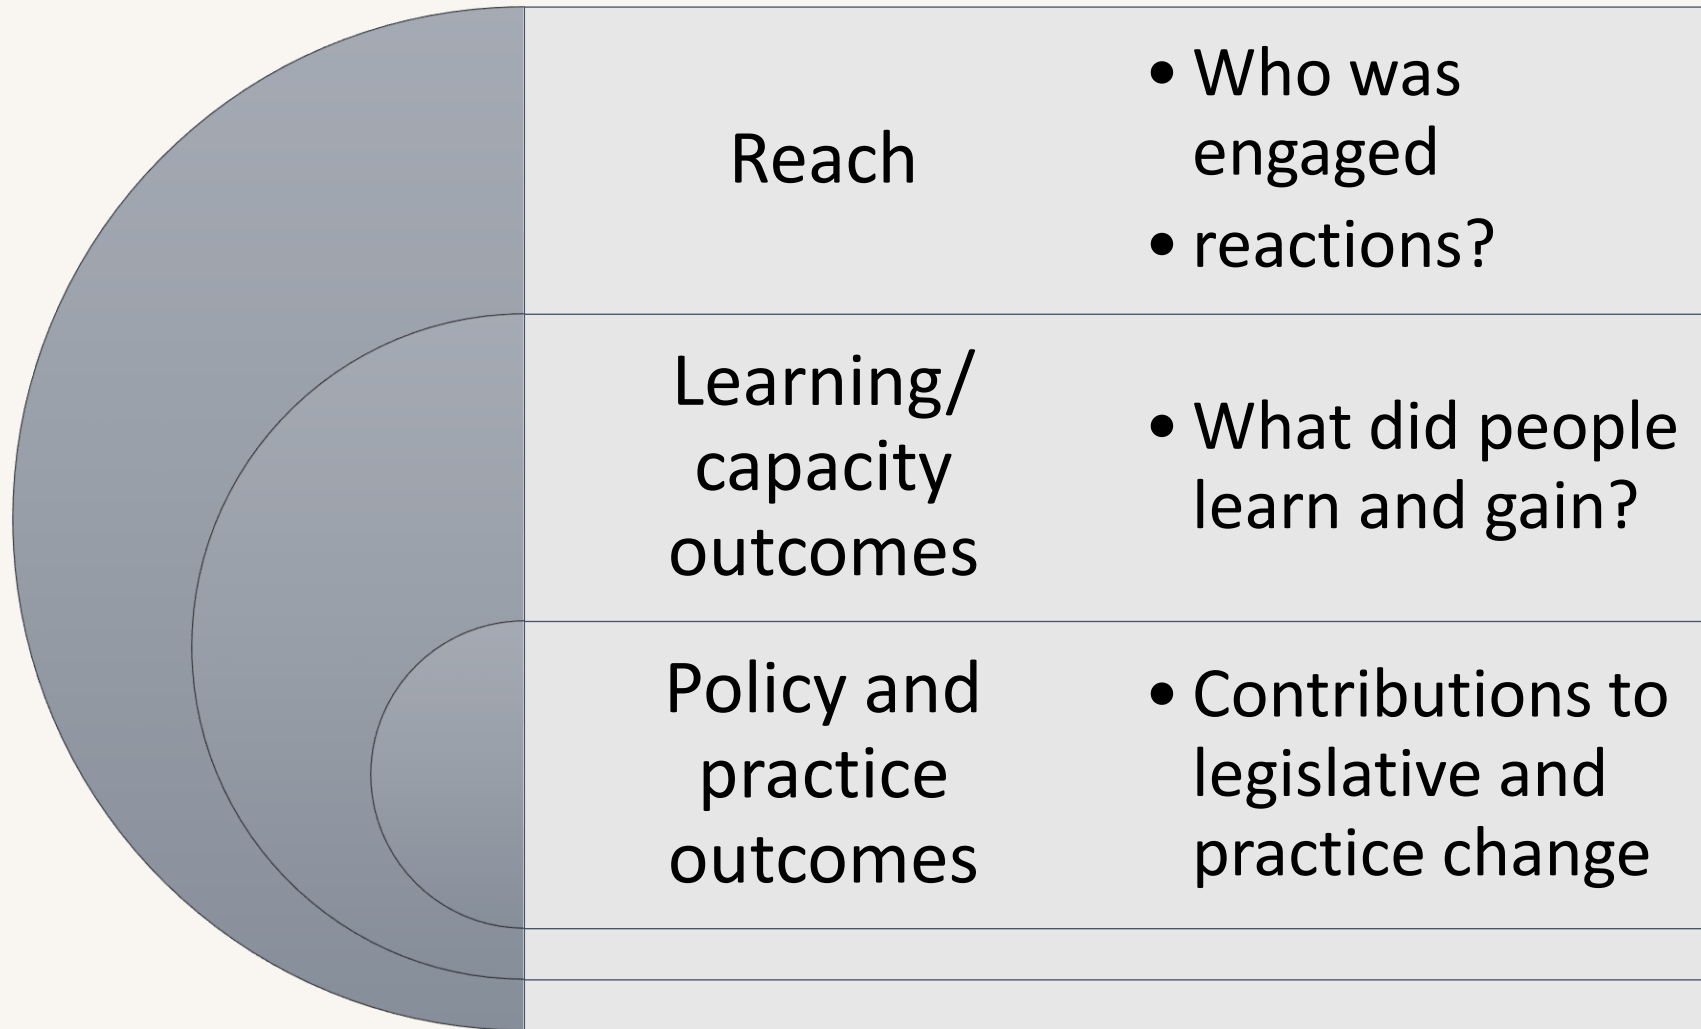 Reach
• Who was
engaged
• reactions?
Learning/
capacity
outcomes
• What did people
learn and gain?
Policy and
practice
outcomes
• Contributions to
legislative and
practice change